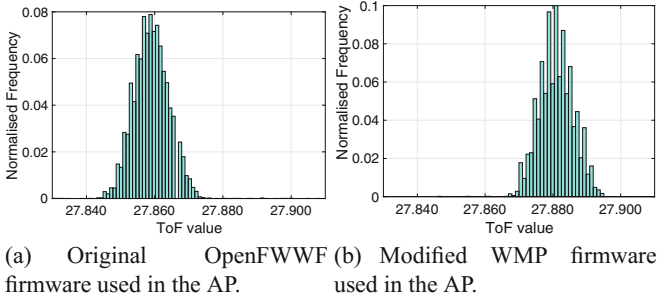 0.08
0.06
0.04
0.02
0
Normalised Frequency
27.840 27.860 27.880 27.900
ToF value
0.1
0.08
0.06
0.04
0.02
0
Normalised Frequency
27.840 27.860 27.880 27.900
ToF value
(a) Original OpenFWWF
firmware used in the AP.
(b) Modified WMP firmware
used in the AP.